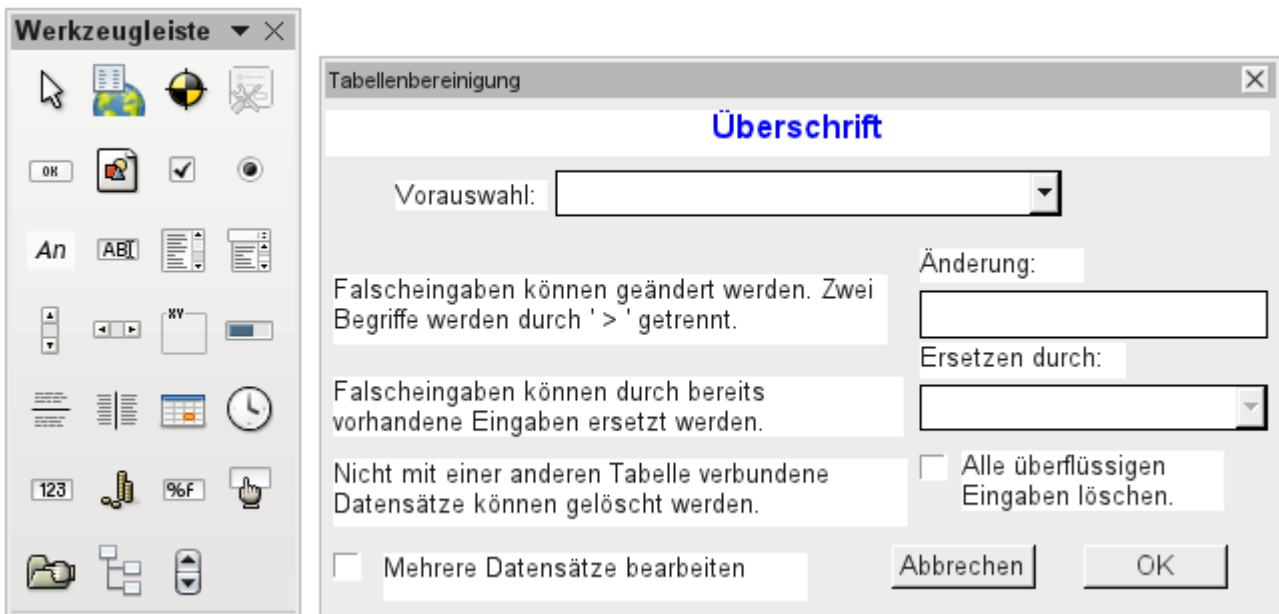 Werkzeugleiste
OK
An
ABI
XY
123
%F
Tabellenbereinigung
Überschrift
Vorauswahl:
Falscheingaben können geändert werden. Zwei
Begriffe werden durch ' > ' getrennt.
Änderung:
Ersetzen durch:
Falscheingaben können durch bereits
vorhandene Eingaben ersetzt werden.
Nicht mit einer anderen Tabelle verbundene
Datensätze können gelöscht werden.
Alle überflüssigen
Eingaben löschen.
Mehrere Datensätze bearbeiten
Abbrechen
OK